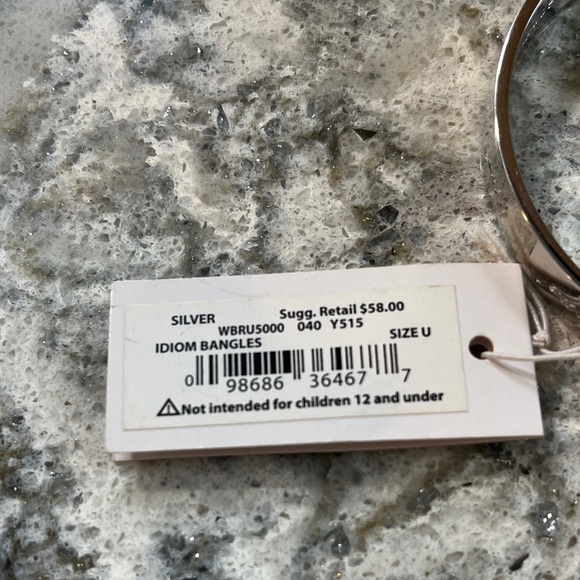 SILVER Sugg. Retail $58.00
WBRU5000 040 Y515
IDIOM BANGLES SIZE U
0 98686 36467 7
⚠Not intended for children 12 and under